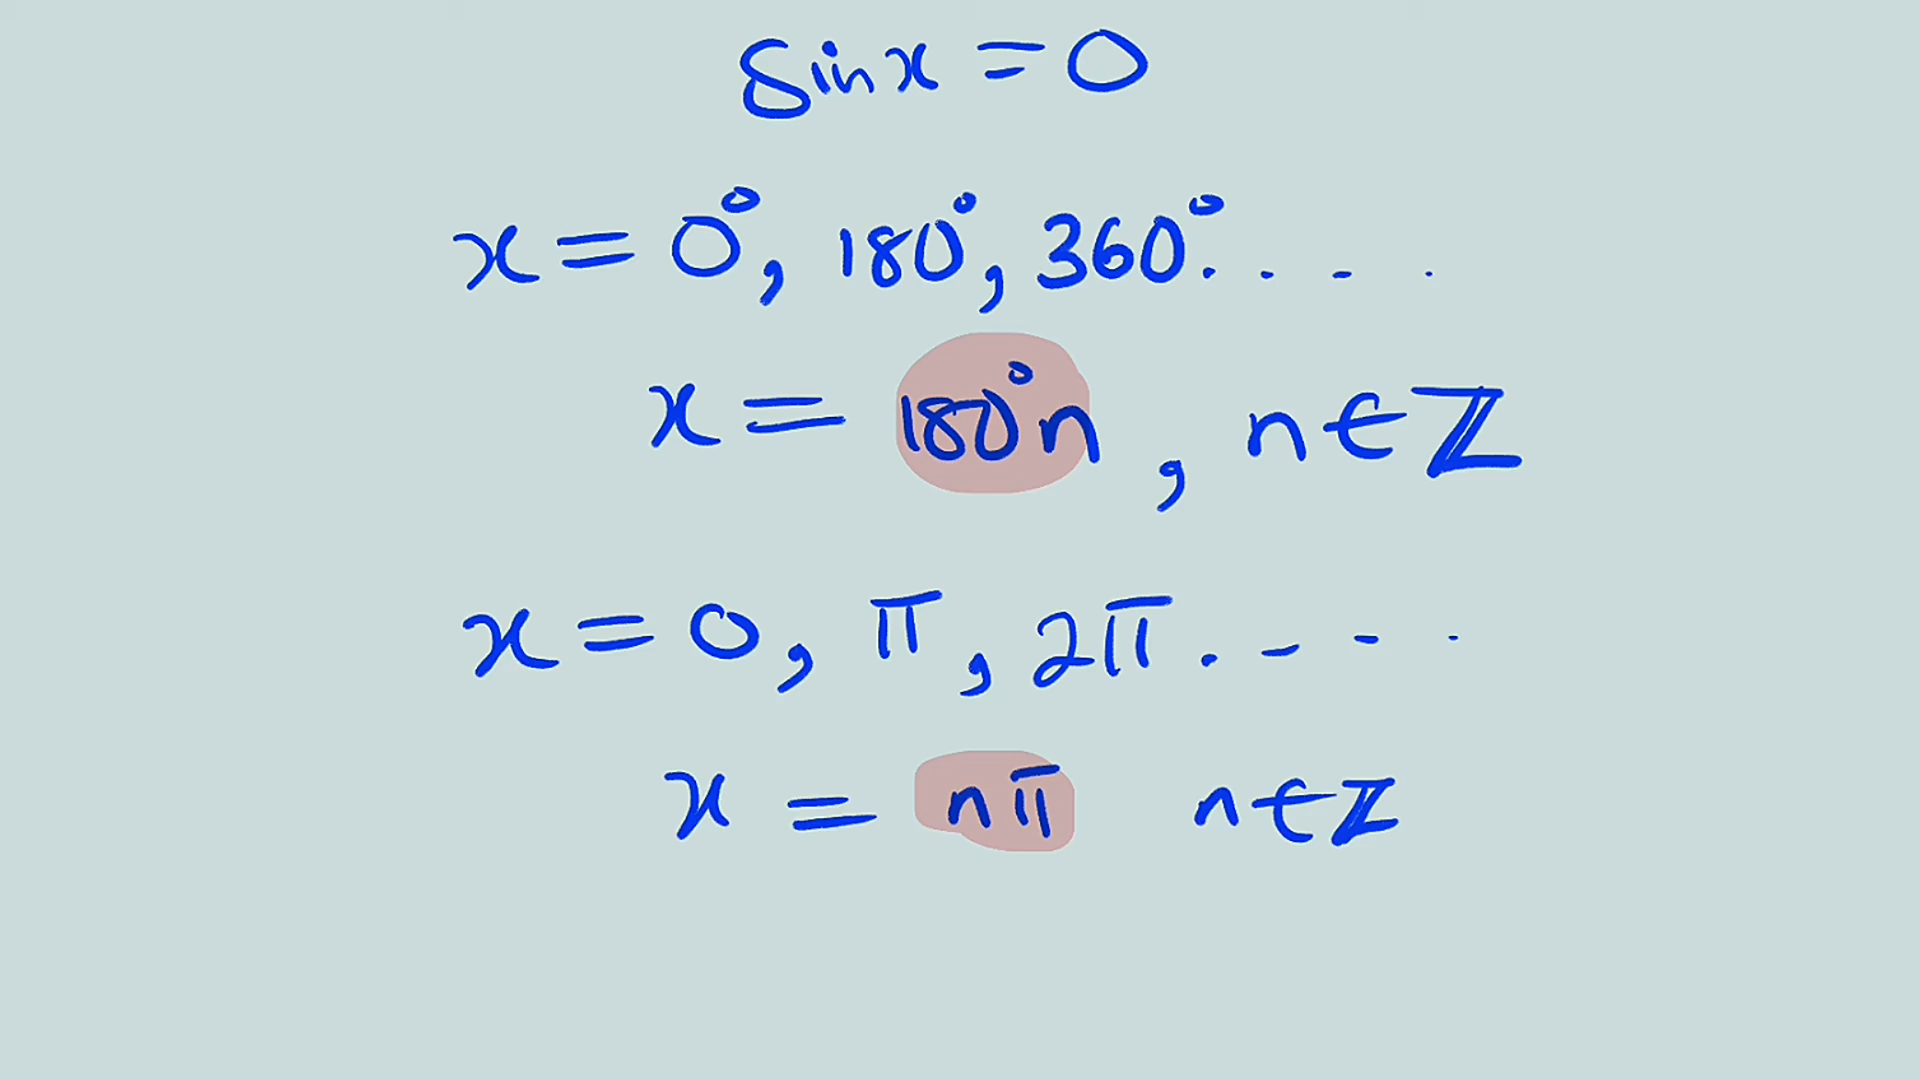 sin x = 0
x = 0°, 180°, 360° . . . .
x = 180°n , n ∈ ℤ
x = 0, π, 2π . . . .
x = nπ n ∈ ℤ